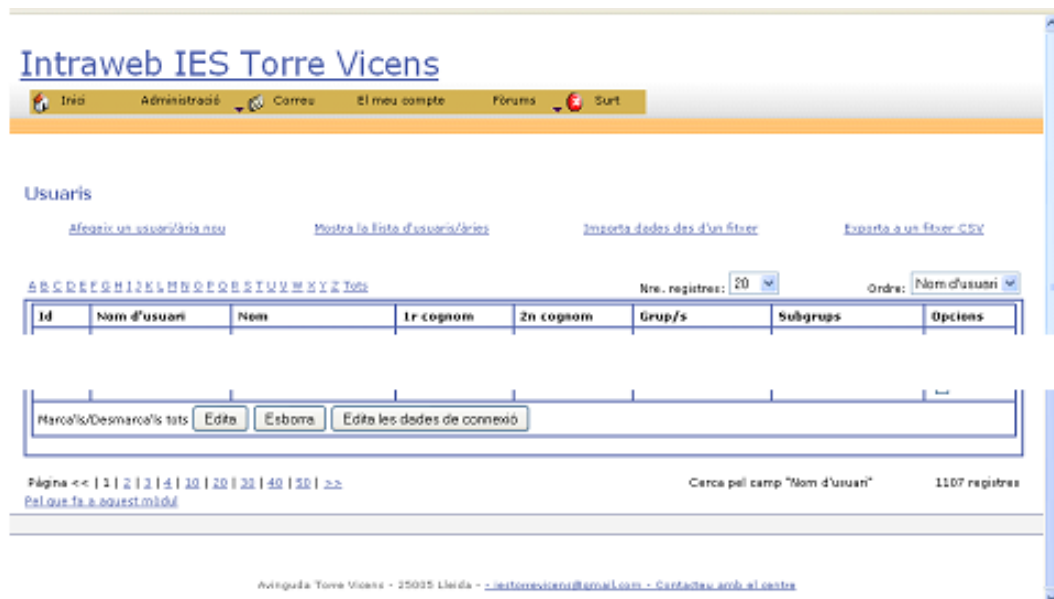 Intraweb IES Torre Vicens
Inici Administració Correu El meu compte Fòrums Surt
Usuaris
Afegeix un usuari/ària nou Mostra la llista d'usuaris/àries Importa dades des d'un fitxer Exporta a un fitxer CSV
A B C D E F G H I J K L M N O P Q R S T U V W X Y Z Tots Nre. registres: 20 Ordre: Nom d'usuari
Id Nom d'usuari Nom 1r cognom 2n cognom Grup/s Subgrups Opcions
Marca'ls/Desmarca'ls tots Edita Esborra Edita les dades de connexió
Pàgina << | 1 | 2 | 3 | 4 | 10 | 20 | 30 | 40 | 50 | >> Cerca pel camp "Nom d'usuari" 1107 registres
Pel que fa a aquest mòdul
Avinguda Torre Vicens - 25005 Lleida - - iestorrevicens@gmail.com - Contacteu amb el centre